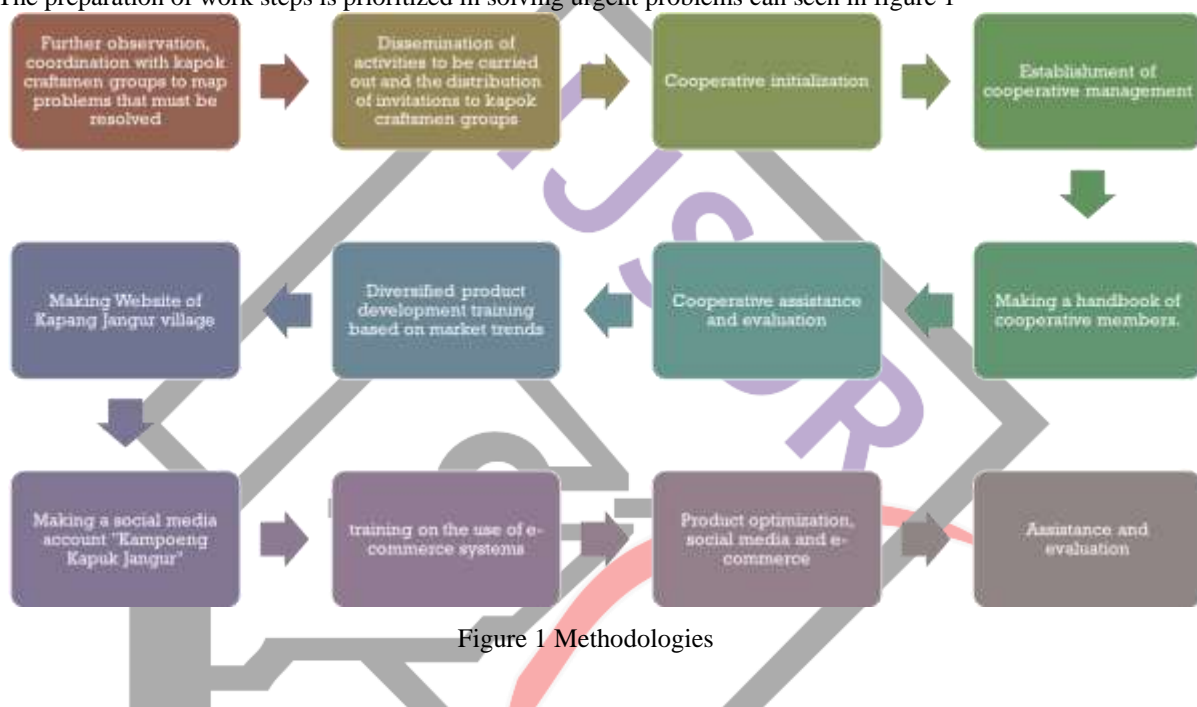 The preparation of work steps is prioritized in solving urgent problems can seen in figure 1
Further observation,
coordination with kapok
craftsmen groups to map
problems that must be
resolved
Dissemination of
activities to be carried
out and the distribution
of invitations to kapok
craftsmen groups
Cooperative initialization
Establishment of
cooperative management
Making a handbook of
cooperative members.
Cooperative assistance
and evaluation
Diversified product
development training
based on market trends
Making Website of
Kapang Jangur village
Making a social media
account "Kampoeng
Kapuk Jangur"
training on the use of e-
commerce systems
Product optimization,
social media and e-
commerce
Assistance and
evaluation
Figure 1 Methodologies
IJSDR